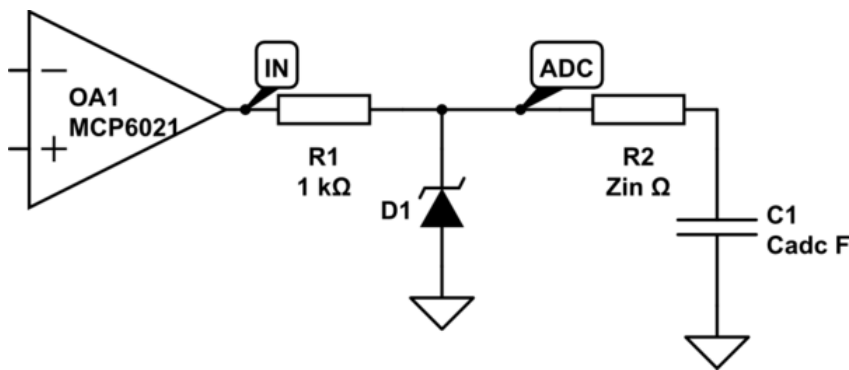 IN
ADC
OA1
MCP6021
R1
1 kΩ
R2
Zin Ω
D1
C1
Cadc F